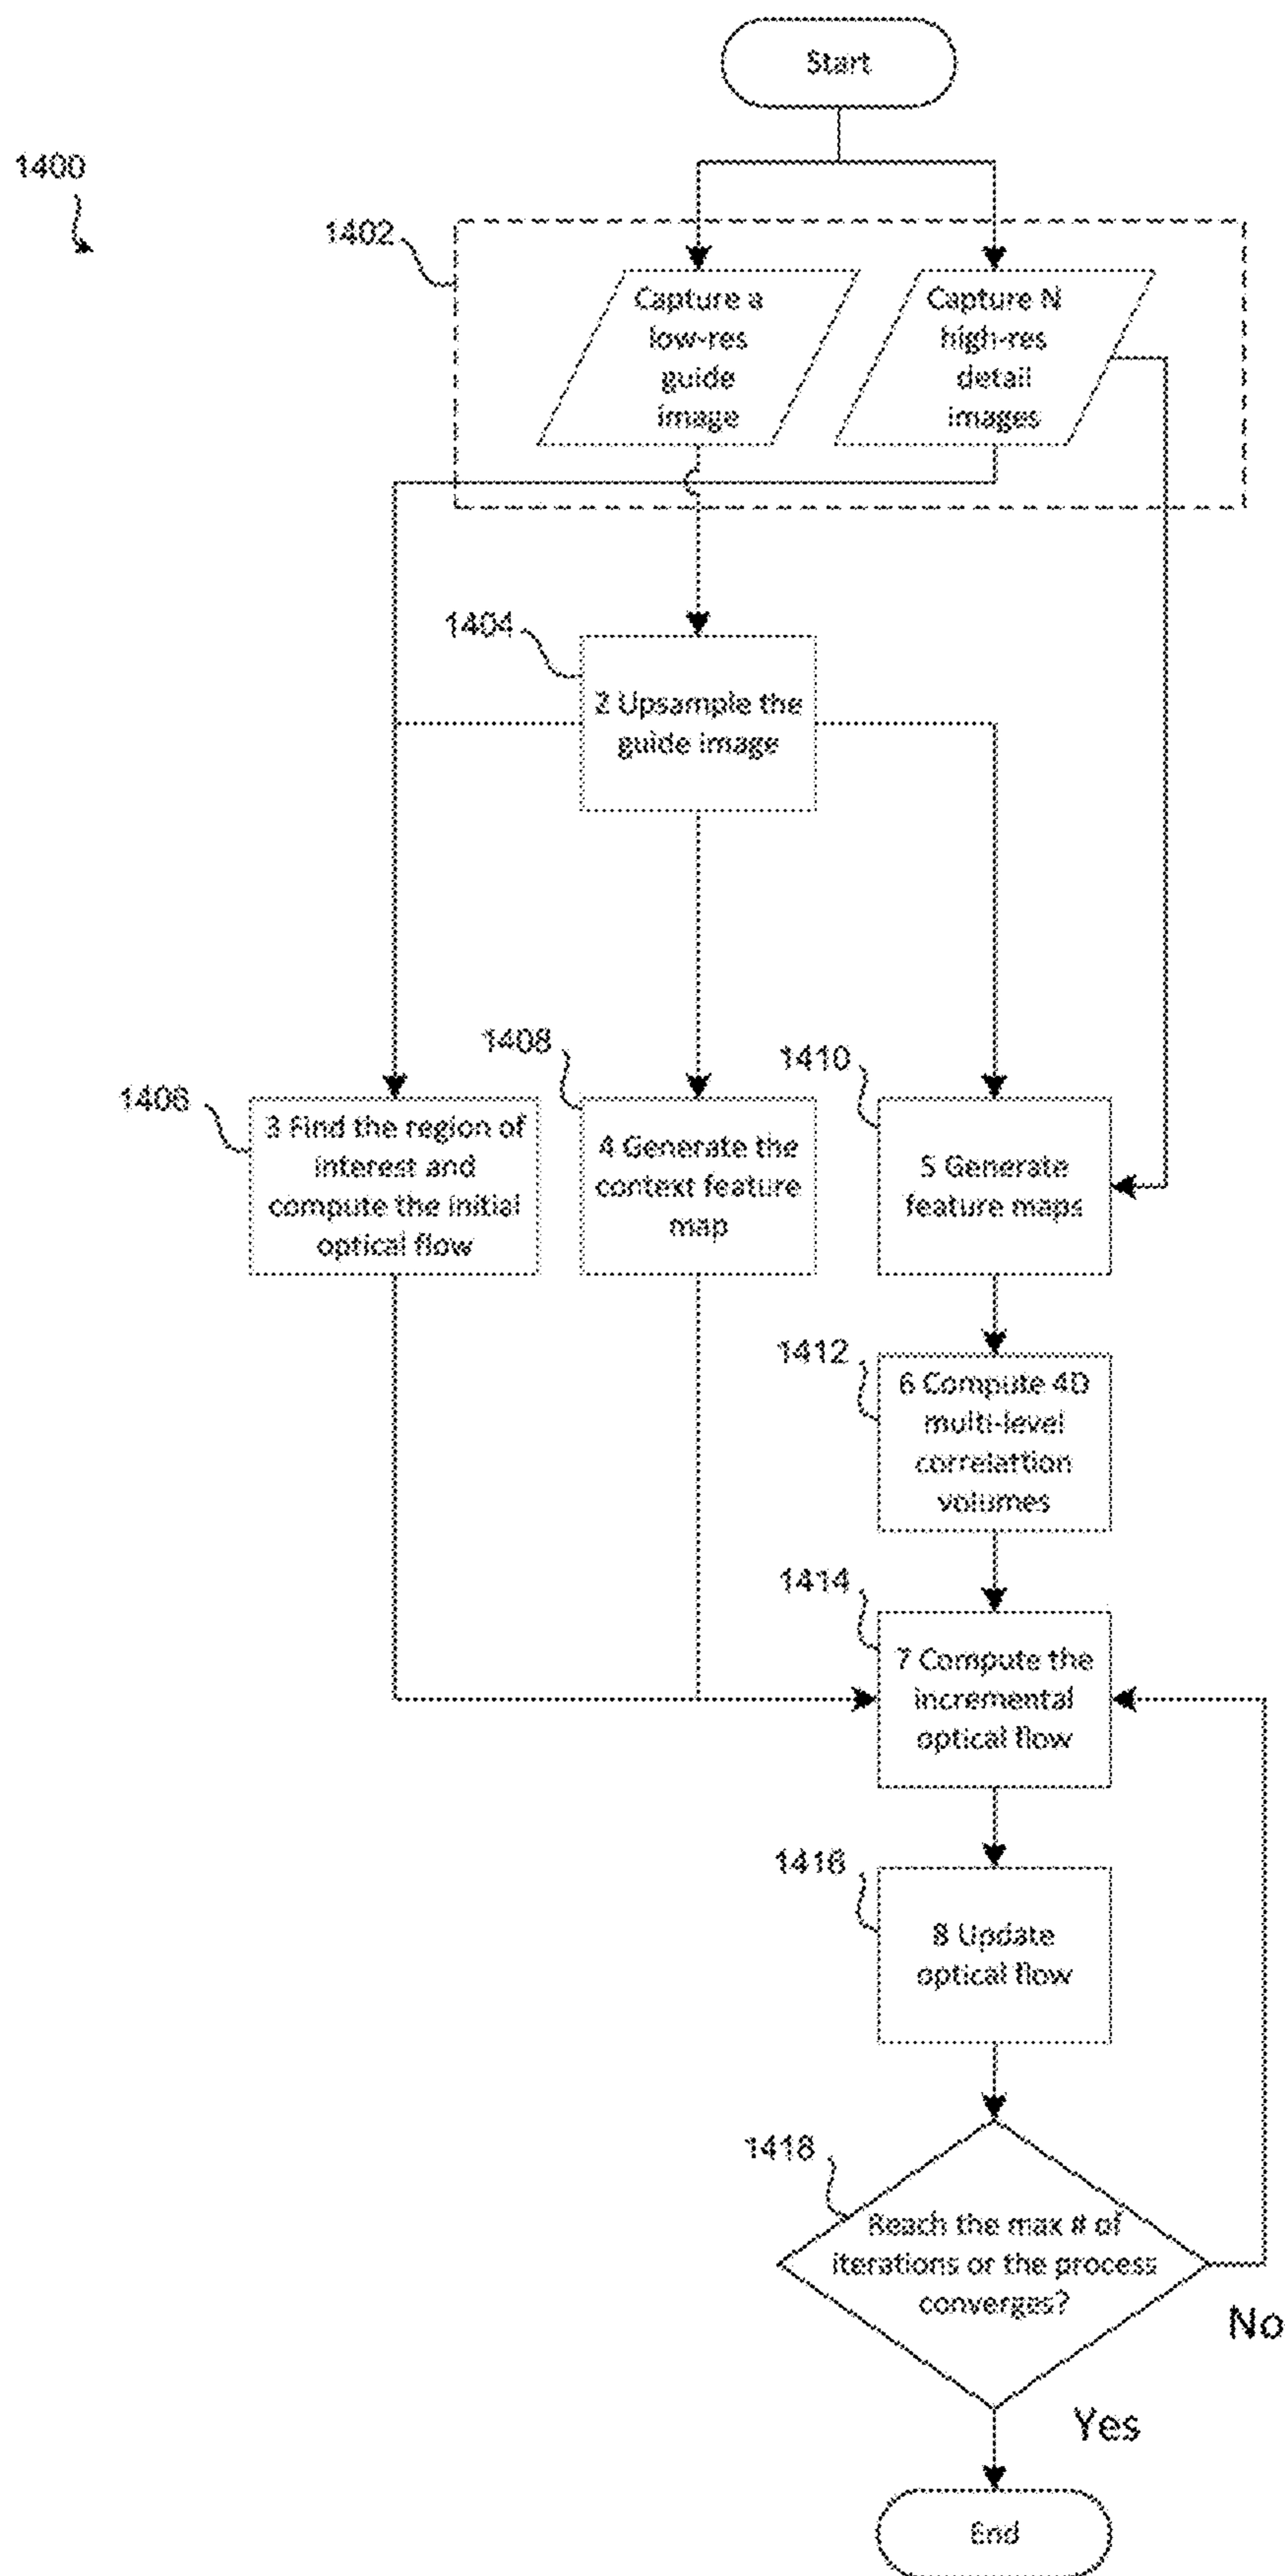 Start
1400
1402
Capture a
low-res
guide
image
Capture N
high-res
detail
images
1404
2 Upsample the
guide image
1406
3 Find the region of
interest and
compute the initial
optical flow
1408
4 Generate the
context feature
map
1410
5 Generate
feature maps
1412
6 Compute 4D
multi-level
correlattion
volumes
1414
7 Compute the
incremental
optical flow
1416
8 Update
optical flow
1418
Reach the max # of
iterations or the process
converges?
No
Yes
End